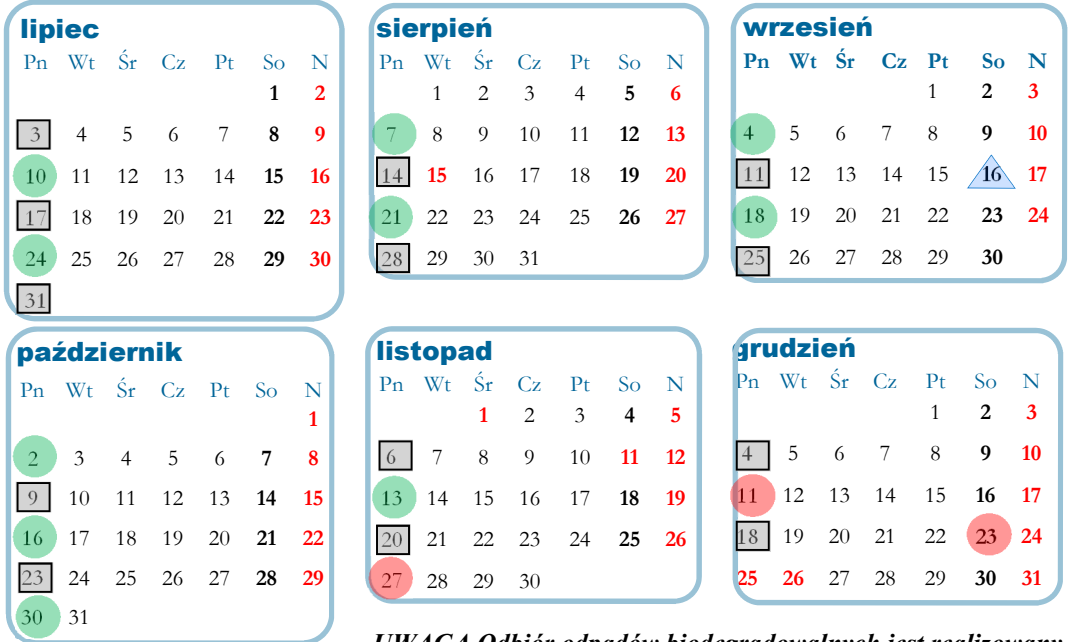 lipiec
Pn Wt Śr Cz Pt So N
1 2
3 4 5 6 7 8 9
10 11 12 13 14 15 16
17 18 19 20 21 22 23
24 25 26 27 28 29 30
31
sierpień
Pn Wt Śr Cz Pt So N
1 2 3 4 5 6
7 8 9 10 11 12 13
14 15 16 17 18 19 20
21 22 23 24 25 26 27
28 29 30 31
wrzesień
Pn Wt Śr Cz Pt So N
1 2 3
4 5 6 7 8 9 10
11 12 13 14 15 16 17
18 19 20 21 22 23 24
25 26 27 28 29 30
październik
Pn Wt Śr Cz Pt So N
1
2 3 4 5 6 7 8
9 10 11 12 13 14 15
16 17 18 19 20 21 22
23 24 25 26 27 28 29
30 31
listopad
Pn Wt Śr Cz Pt So N
1 2 3 4 5
6 7 8 9 10 11 12
13 14 15 16 17 18 19
20 21 22 23 24 25 26
27 28 29 30
grudzień
Pn Wt Śr Cz Pt So N
1 2 3
4 5 6 7 8 9 10
11 12 13 14 15 16 17
18 19 20 21 22 23 24
25 26 27 28 29 30 31
UWAGA Odbiór odpadów biodegradowalnych jest realizowany